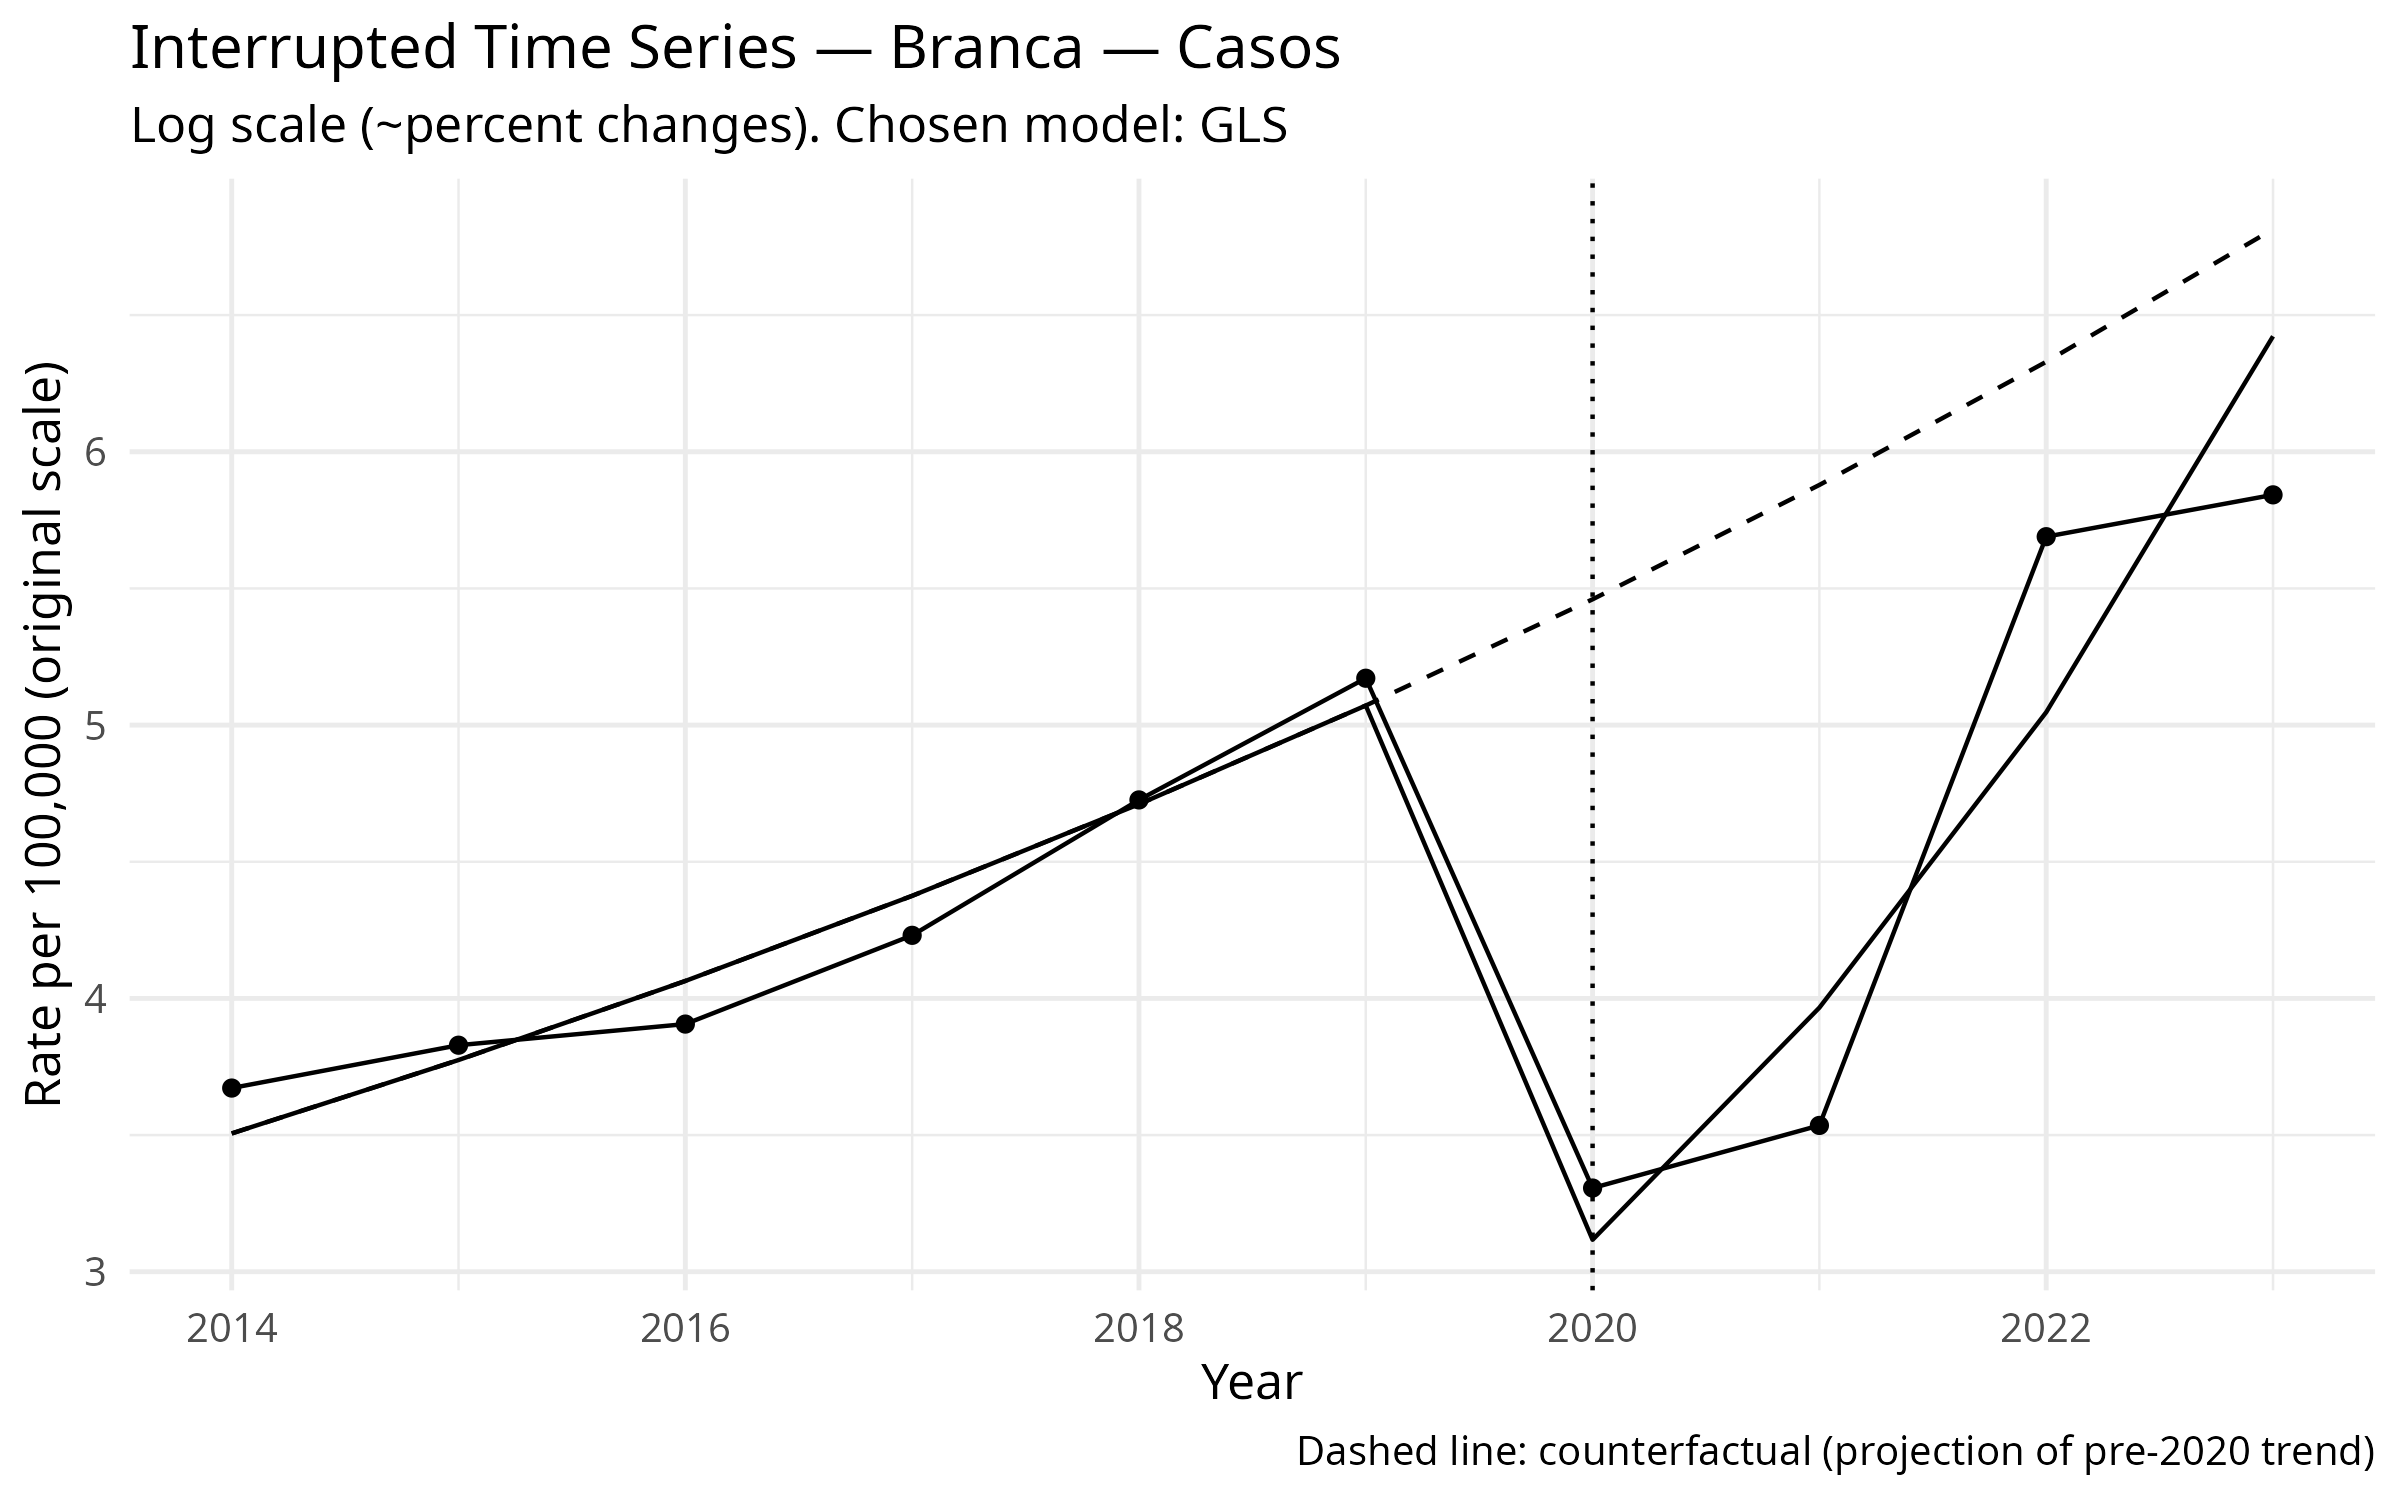 Interrupted Time Series — Branca — Casos
Log scale (~percent changes). Chosen model: GLS
Rate per 100,000 (original scale)
6
5
4
3
2014
2016
2018
2020
2022
Year
Dashed line: counterfactual (projection of pre-2020 trend)